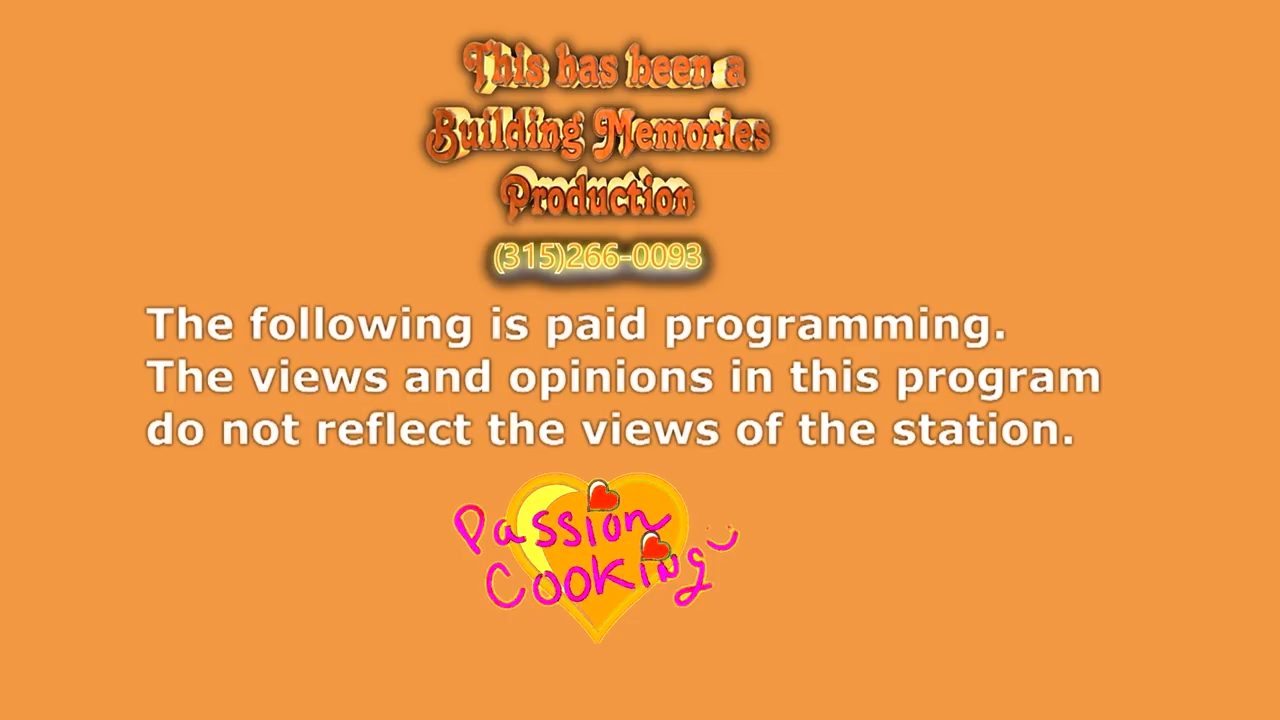 This has been a
Building Memories
Production
(315)266-0093
The following is paid programming.
The views and opinions in this program
do not reflect the views of the station.
Passion
Cooking